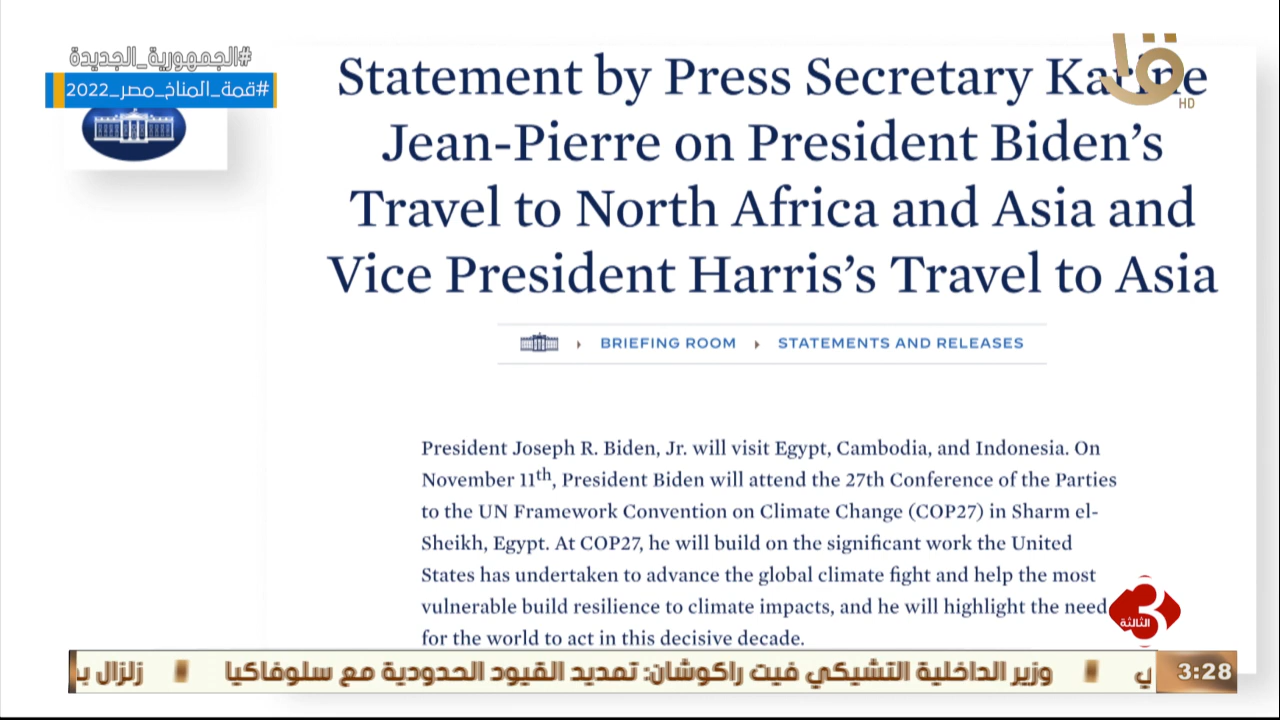 #الجمهورية_الجديدة
#قمة_المناخ_مصر_2022
HD
Statement by Press Secretary Karine
Jean-Pierre on President Biden's
Travel to North Africa and Asia and
Vice President Harris's Travel to Asia
BRIEFING ROOM
STATEMENTS AND RELEASES
President Joseph R. Biden, Jr. will visit Egypt, Cambodia, and Indonesia. On
November 11th, President Biden will attend the 27th Conference of the Parties
to the UN Framework Convention on Climate Change (COP27) in Sharm el-
Sheikh, Egypt. At COP27, he will build on the significant work the United
States has undertaken to advance the global climate fight and help the most
vulnerable build resilience to climate impacts, and he will highlight the need
for the world to act in this decisive decade.
3 الثالثة
وزير الداخلية التشيكي فيت راكوشان: تمديد القيود الحدودية مع سلوفاكيا ■ زلزال
3:28